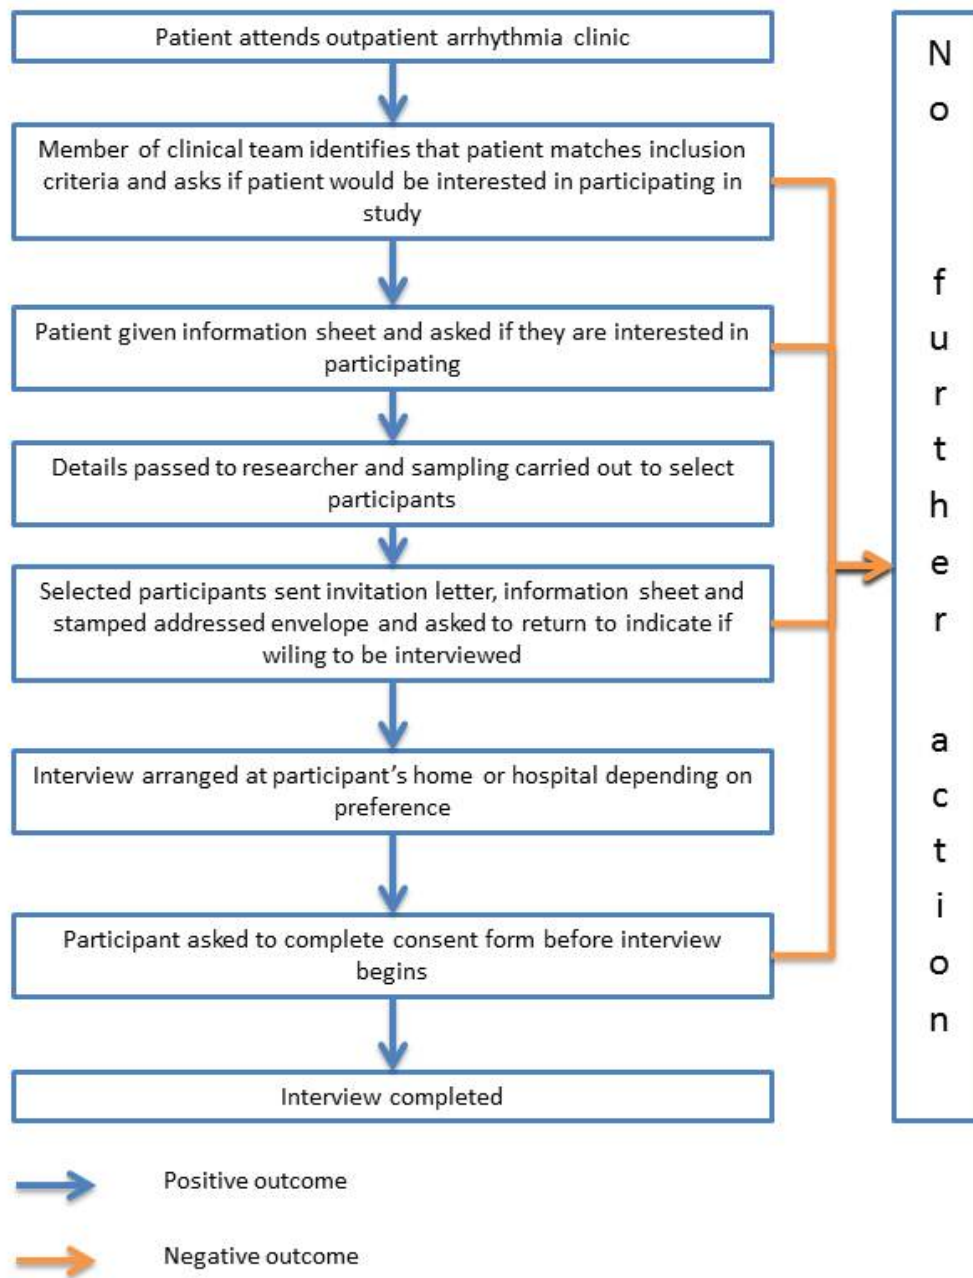 Patient attends outpatient arrhythmia clinic
Member of clinical team identifies that patient matches inclusion
criteria and asks if patient would be interested in participating in
study
Patient given information sheet and asked if they are interested in
participating
Details passed to researcher and sampling carried out to select
participants
Selected participants sent invitation letter, information sheet and
stamped addressed envelope and asked to return to indicate if
wiling to be interviewed
Interview arranged at participant’s home or hospital depending on
preference
Participant asked to complete consent form before interview
begins
Interview completed
No further action
Positive outcome
Negative outcome